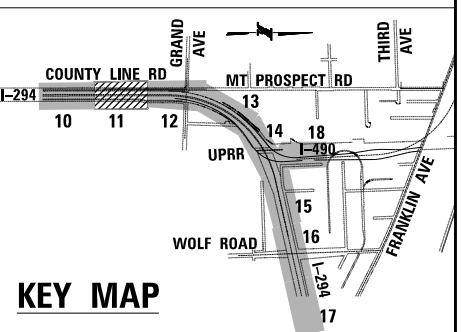 GRAND AVE
THIRD AVE
N
COUNTY LINE RD
MT PROSPECT RD
I-294
10
11
12
13
14
18
UPRR
I-490
FRANKLIN AVE
15
16
WOLF ROAD
I-294
17
KEY MAP